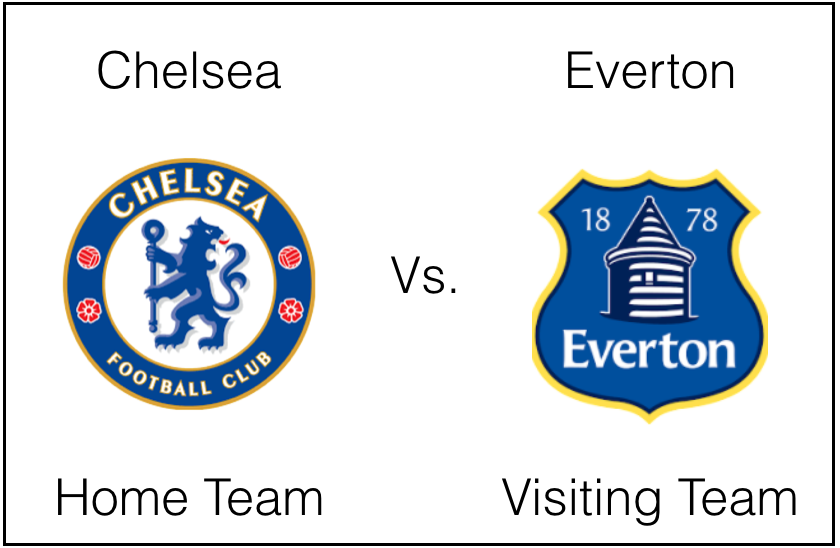 Chelsea
Everton
CHELSEA
FOOTBALL CLUB
Vs.
18 78
Everton
Home Team
Visiting Team